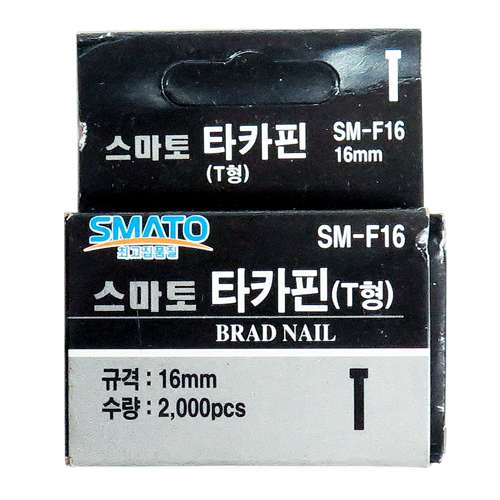 스마토 타카핀
(T형)
SM-F16
16mm
SMATO
최고집품질
SM-F16
스마토 타카핀(T형)
BRAD NAIL
규격 : 16mm
수량 : 2,000pcs